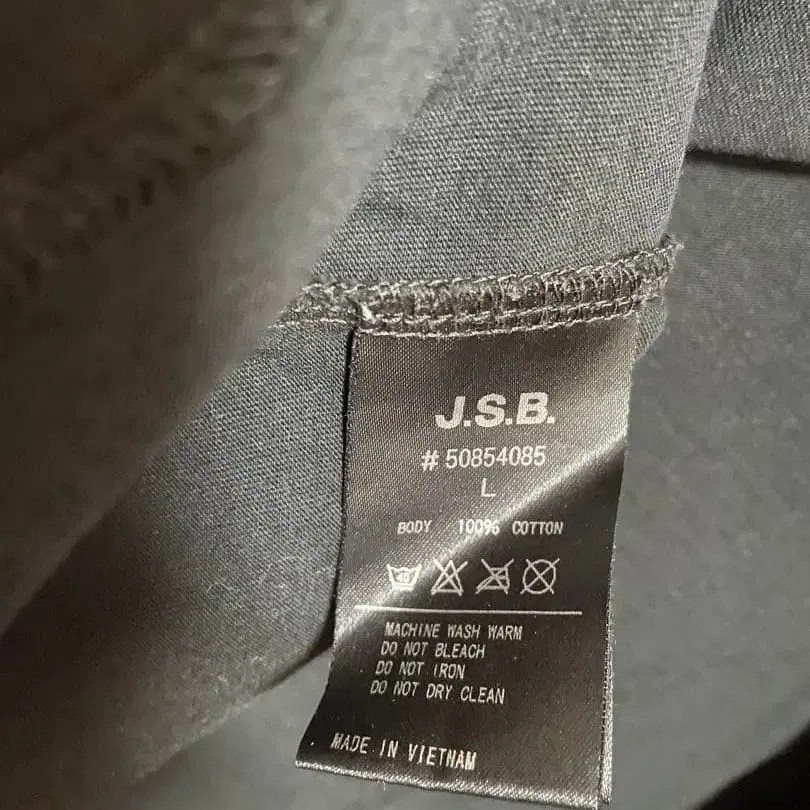 J.S.B.
# 50854085
L
BODY 100% COTTON
40
MACHINE WASH WARM
DO NOT BLEACH
DO NOT IRON
DO NOT DRY CLEAN
MADE IN VIETNAM